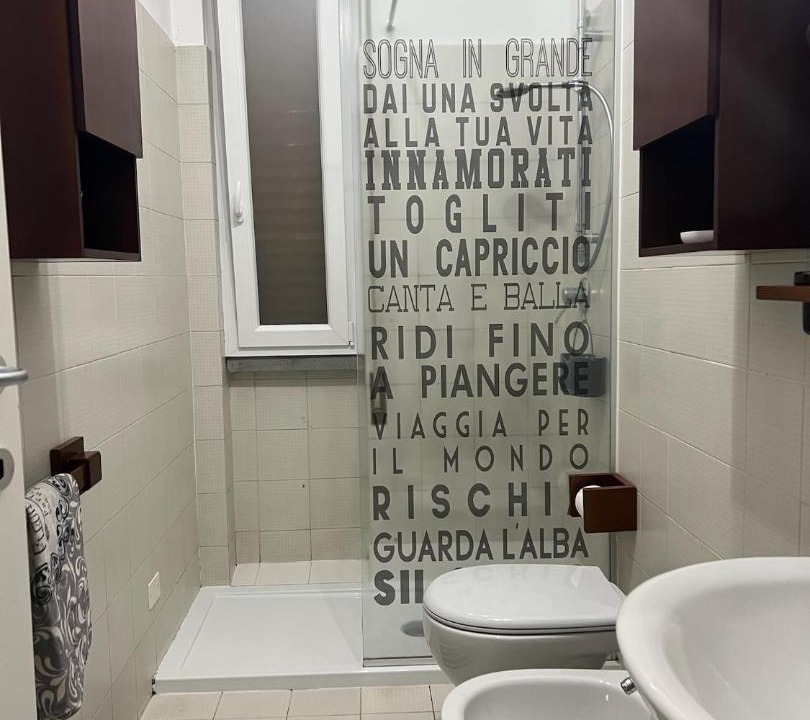 SOGNA IN GRANDE
DAI UNA SVOLTA
ALLA TUA VITA
INNAMORATI
TOGLITI
UN CAPRICCIO
CANTA E BALLA
RIDI FINO
A PIANGERE
VIAGGIA PER
IL MONDO
RISCHIA
GUARDA L'ALBA
SII